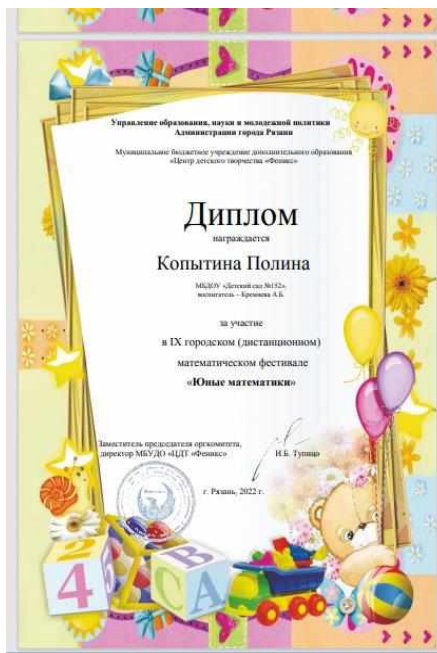 Управление образования, науки и молодежной политики
Администрации города Рязани
Муниципальное бюджетное учреждение дополнительного образования
«Центр детского творчества «Феникс»
Диплом
награждается
Копытина Полина
МБДОУ «Детский сад №152»,
воспитатель – А.Б.
за участие
в IX городском (дистанционном)
математическом фестивале
«Юные математики»
Заместитель председателя оргкомитета,
директор МБУДО «ЦДТ «Феникс»
И.Б. Тупицо
г. Рязань, 2022 г.
2
4
B
C
A